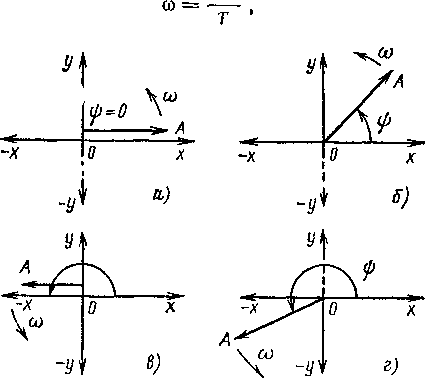 ω = — T ,
y ω y ω
ψ=0 A A ψ
-x 0 x -x 0 x
-y а) -y б)
y y ψ
A
-x 0 x -x 0 x
ω A
-y в) ω -y г)